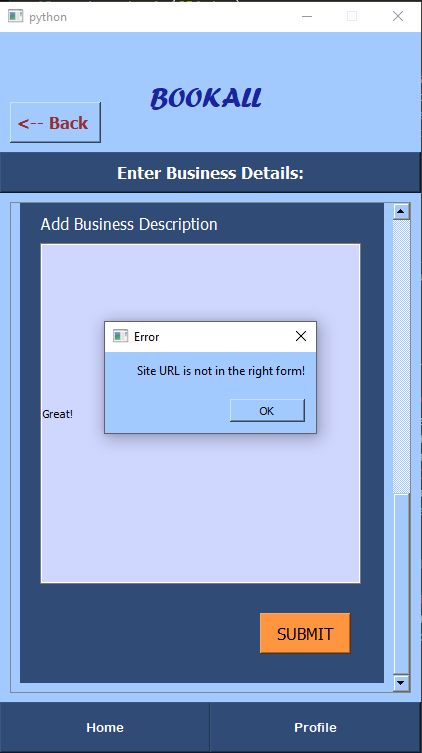 python
BOOKALL
<-- Back
Enter Business Details:
Add Business Description
Error
Site URL is not in the right form!
OK
Great!
SUBMIT
Home
Profile